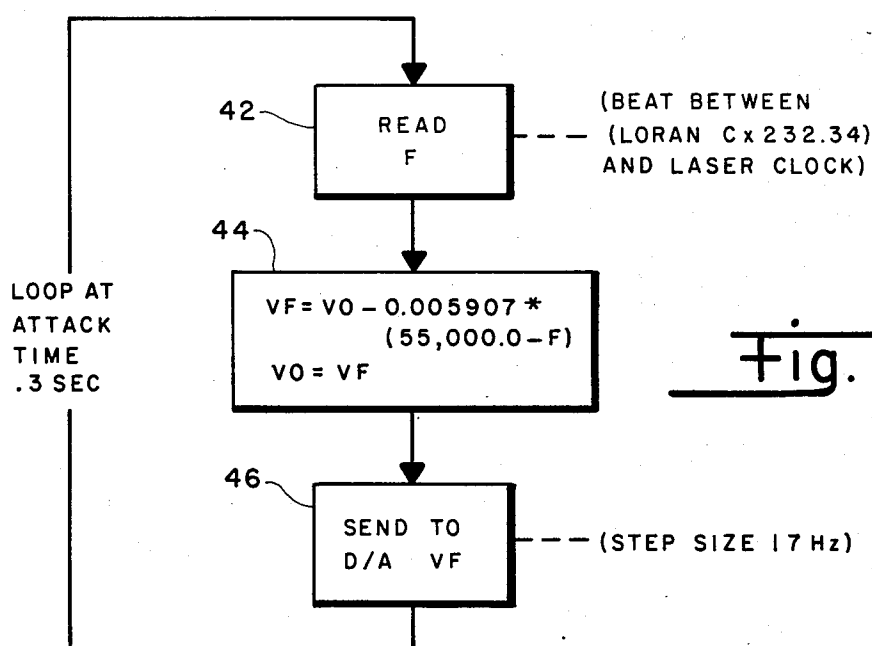 42
READ
F
(BEAT BETWEEN
(LORAN C x 232.34)
AND LASER CLOCK)
44
VF = VO - 0.005907 *
(55,000.0 - F)
VO = VF
LOOP AT
ATTACK
TIME
.3 SEC
Fig.
46
SEND TO
D/A VF
(STEP SIZE 17 Hz)